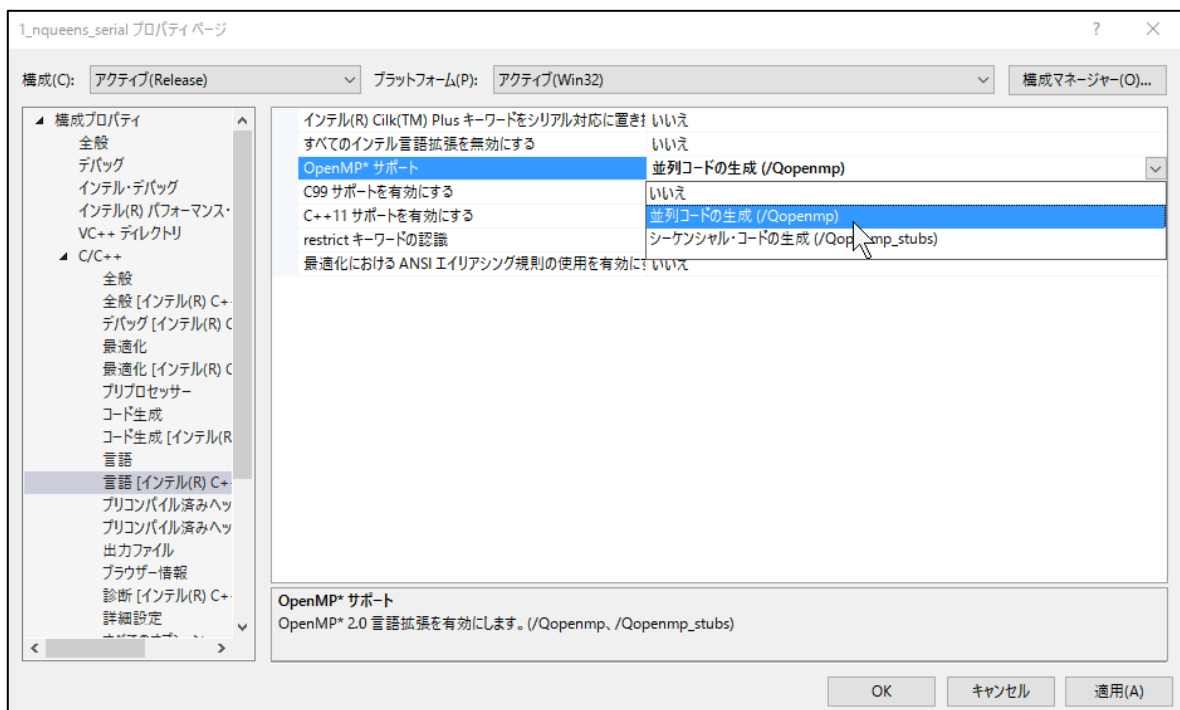 1_nqueens_serial プロパティ ページ
? ×
構成(C): アクティブ(Release) プラットフォーム(P): アクティブ(Win32) 構成マネージャー(O)...
構成プロパティ
全般
デバッグ
インテル・デバッグ
インテル(R) パフォーマンス・
VC++ ディレクトリ
C/C++
全般
全般 [インテル(R) C+
デバッグ [インテル(R) C
最適化
最適化 [インテル(R) C
プリプロセッサー
コード生成
コード生成 [インテル(R
言語
言語 [インテル(R) C+
プリコンパイル済みヘッ
プリコンパイル済みヘッ
出力ファイル
ブラウザー情報
診断 [インテル(R) C+
詳細設定
インテル(R) Cilk(TM) Plus キーワードをシリアル対応に置き いいえ
すべてのインテル言語拡張を無効にする いいえ
OpenMP* サポート 並列コードの生成 (/Qopenmp)
C99 サポートを有効にする
C++11 サポートを有効にする
restrict キーワードの認識
最適化における ANSI エイリアシング規則の使用を有効に いいえ
いいえ
並列コードの生成 (/Qopenmp)
シーケンシャル・コードの生成 (/Qopenmp_stubs)
OpenMP* サポート
OpenMP* 2.0 言語拡張を有効にします。(/Qopenmp、/Qopenmp_stubs)
OK キャンセル 適用(A)